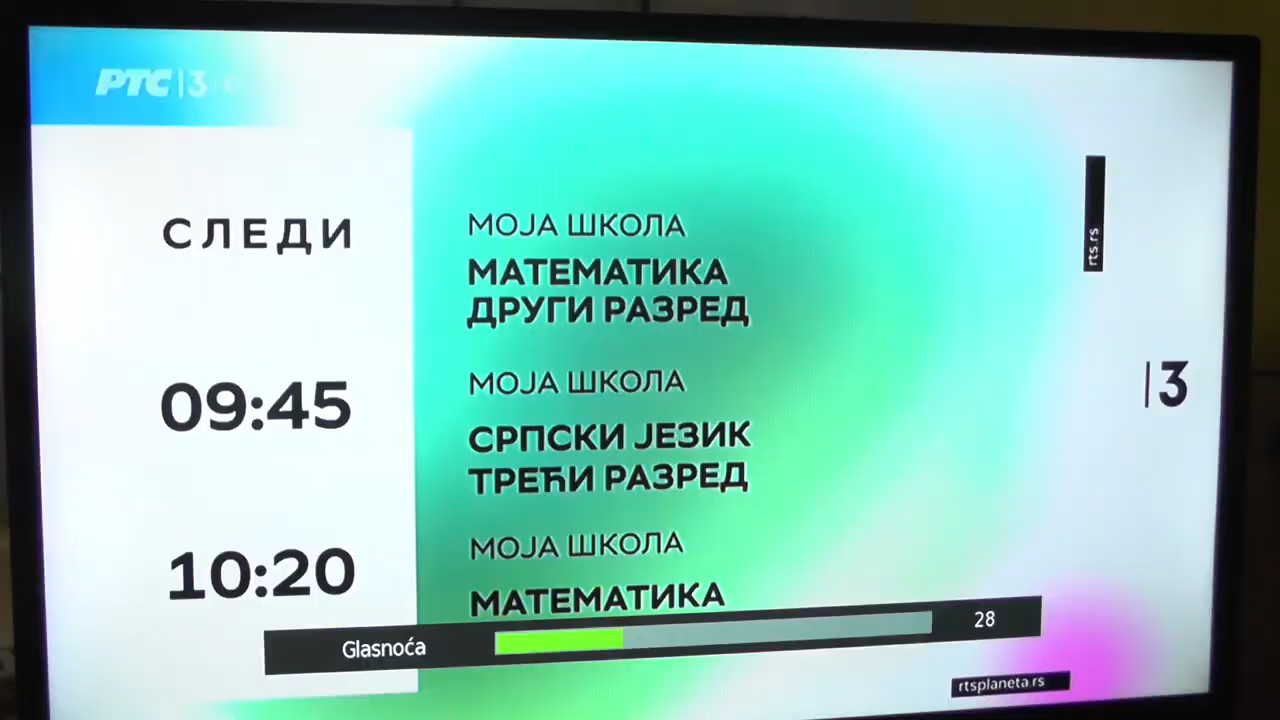 РТС|3
СЛЕДИ
МОЈА ШКОЛА
МАТЕМАТИКА
ДРУГИ РАЗРЕД
09:45
МОЈА ШКОЛА
СРПСКИ ЈЕЗИК
ТРЕЋИ РАЗРЕД
10:20
МОЈА ШКОЛА
МАТЕМАТИКА
Glasnoća
28
rts.rs
|3
rtsplaneta.rs